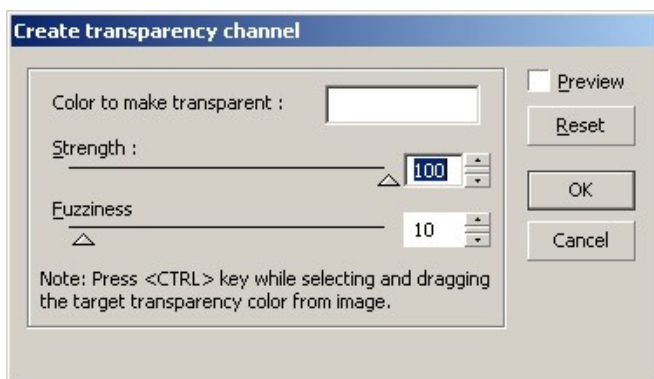 Create transparency channel
Color to make transparent :
Preview
Reset
Strength :
100
OK
Fuzziness
10
Cancel
Note: Press <CTRL> key while selecting and dragging
the target transparency color from image.